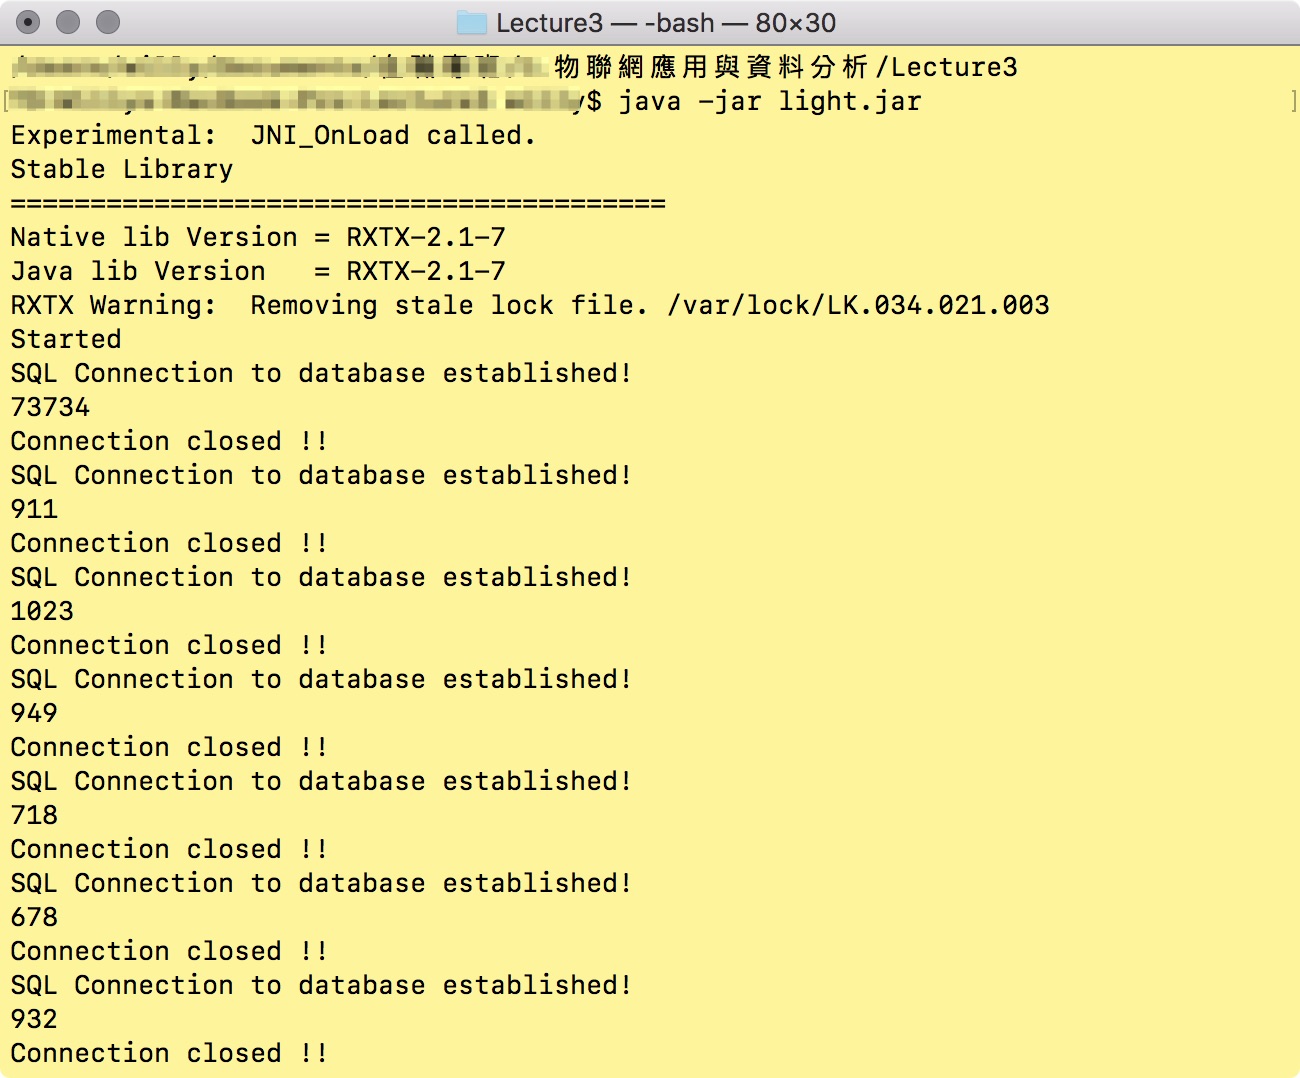 Lecture3 — -bash — 80×30
物聯網應用與資料分析/Lecture3
$ java -jar light.jar
Experimental:  JNI_OnLoad called.
Stable Library
=========================================
Native lib Version = RXTX-2.1-7
Java lib Version   = RXTX-2.1-7
RXTX Warning:  Removing stale lock file. /var/lock/LK.034.021.003
Started
SQL Connection to database established!
73734
Connection closed !!
SQL Connection to database established!
911
Connection closed !!
SQL Connection to database established!
1023
Connection closed !!
SQL Connection to database established!
949
Connection closed !!
SQL Connection to database established!
718
Connection closed !!
SQL Connection to database established!
678
Connection closed !!
SQL Connection to database established!
932
Connection closed !!